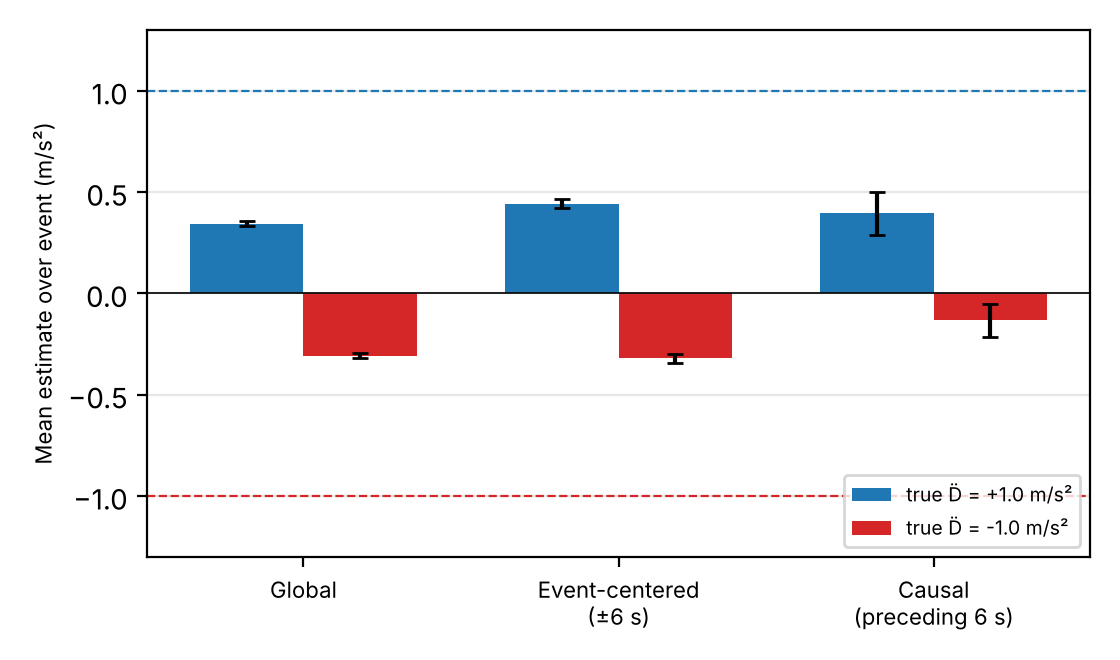 Mean estimate over event (m/s²)
1.0
0.5
0.0
−0.5
−1.0
true D̈ = +1.0 m/s²
true D̈ = -1.0 m/s²
Global
Event-centered
(±6 s)
Causal
(preceding 6 s)